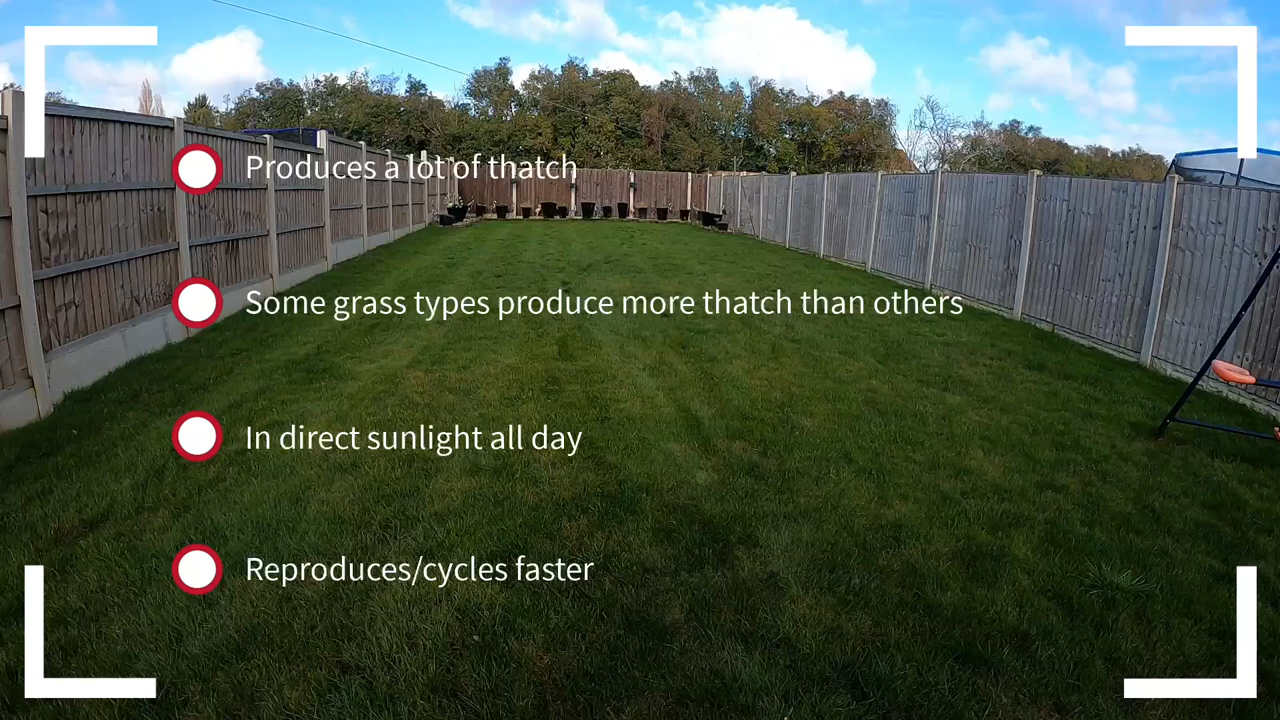 Produces a lot of thatch
Some grass types produce more thatch than others
In direct sunlight all day
Reproduces/cycles faster